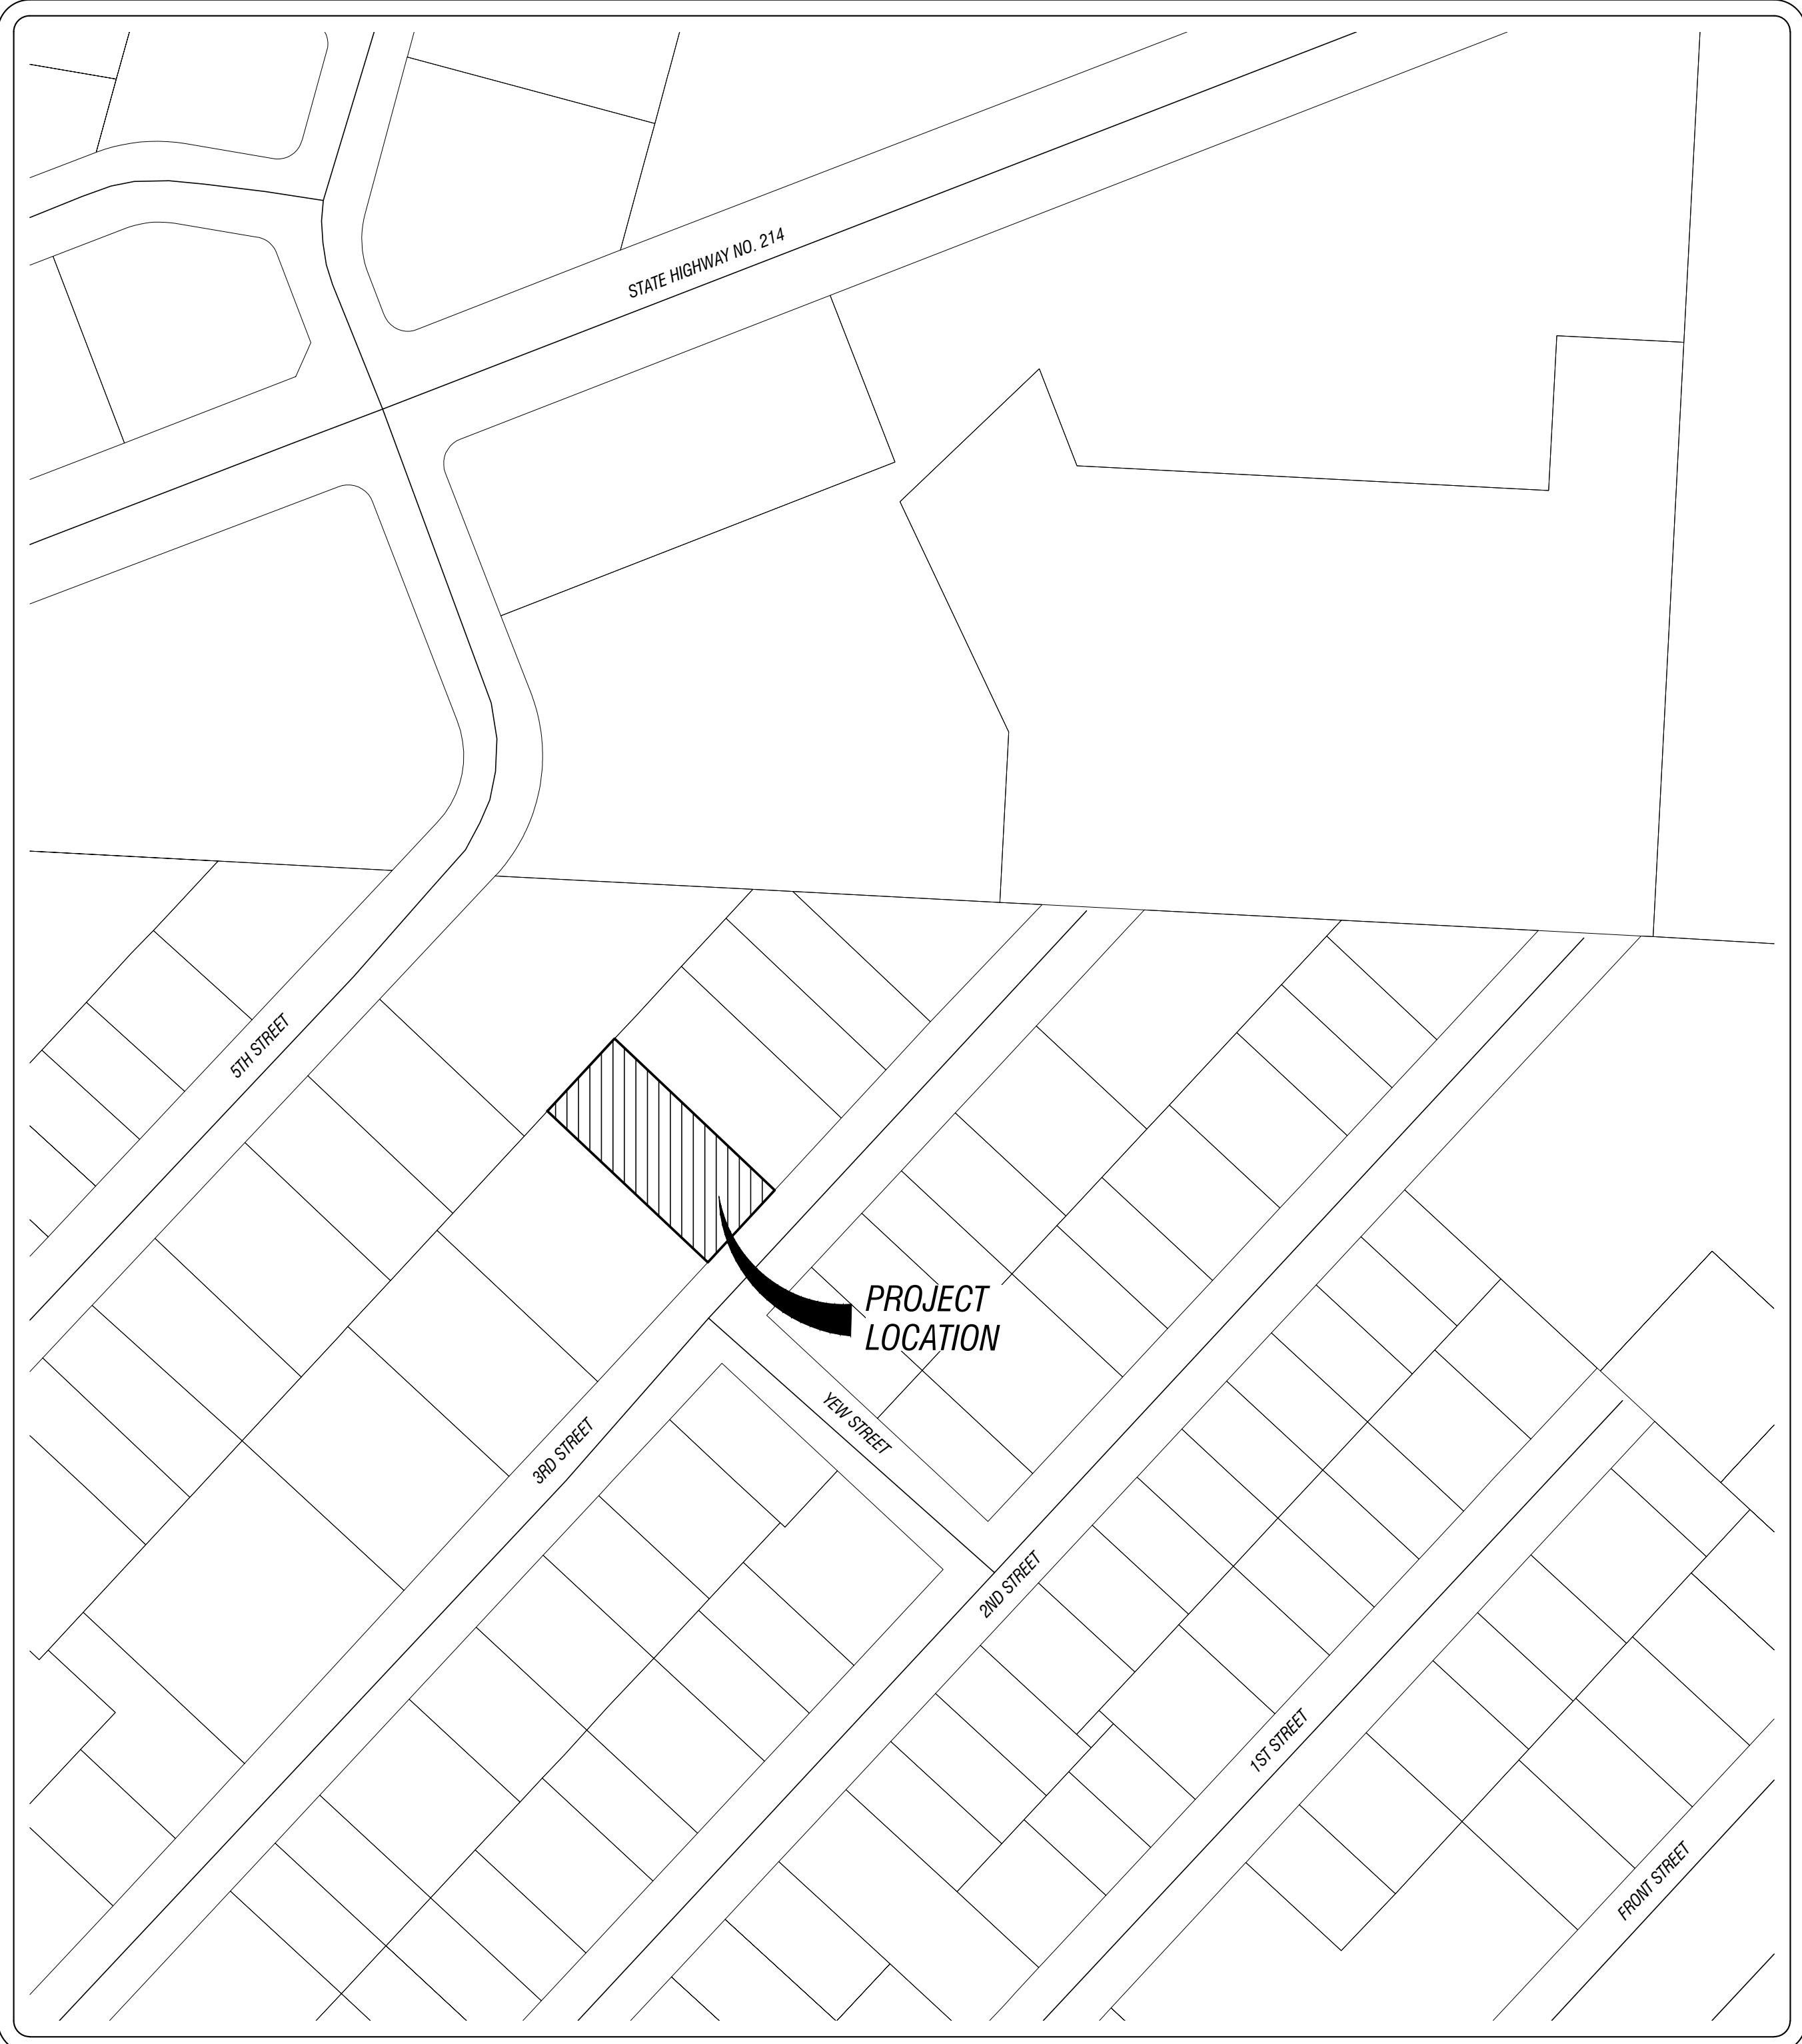 STATE HIGHWAY NO. 214
5TH STREET
PROJECT
LOCATION
YEW STREET
3RD STREET
2ND STREET
1ST STREET
FRONT STREET